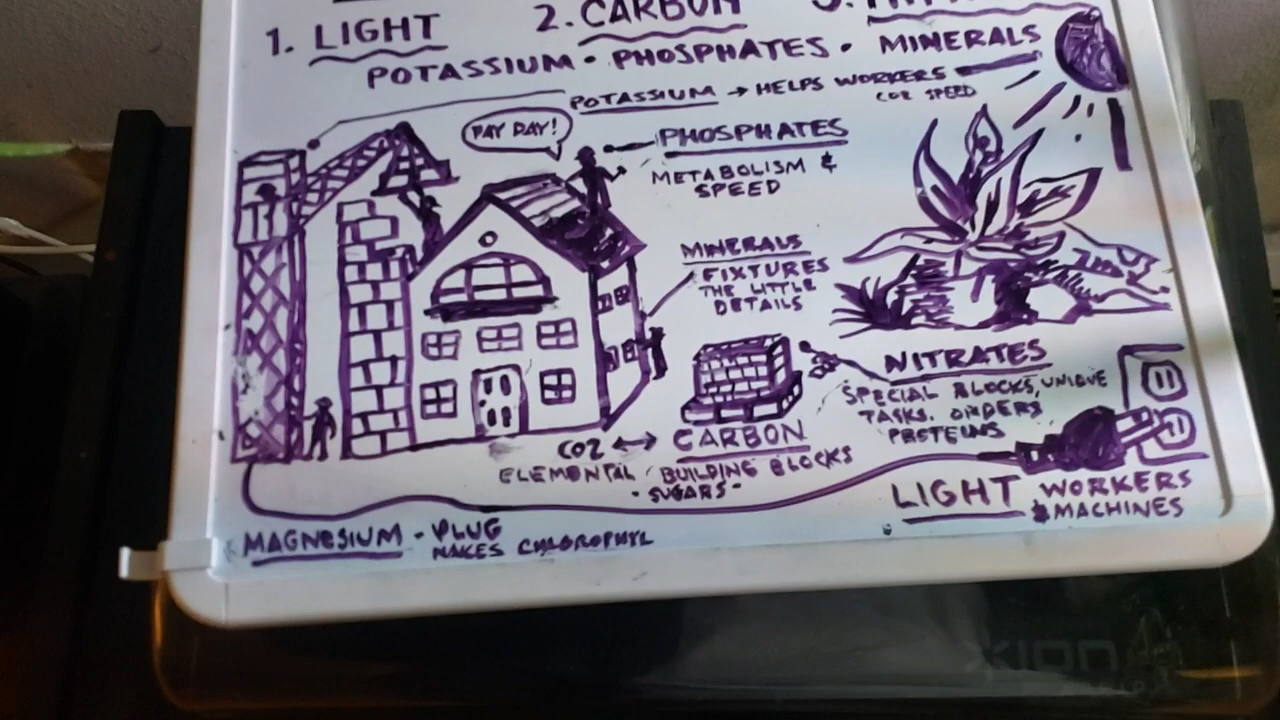 1. LIGHT
2. CARBON
3.
POTASSIUM • PHOSPHATES • MINERALS
POTASSIUM → HELPS WORKERS
CO2 SPEED
PAY DAY!
PHOSPHATES
METABOLISM &
SPEED
MINERALS
FIXTURES
THE LITTLE
DETAILS
NITRATES
SPECIAL BLOCKS, UNIQUE
TASKS. ORDERS
PROTEINS
CO2 ↔ CARBON
ELEMENTAL / BUILDING BLOCKS
"SUGARS"
LIGHT WORKERS
& MACHINES
MAGNESIUM - PLUG
MAKES CHLOROPHYL